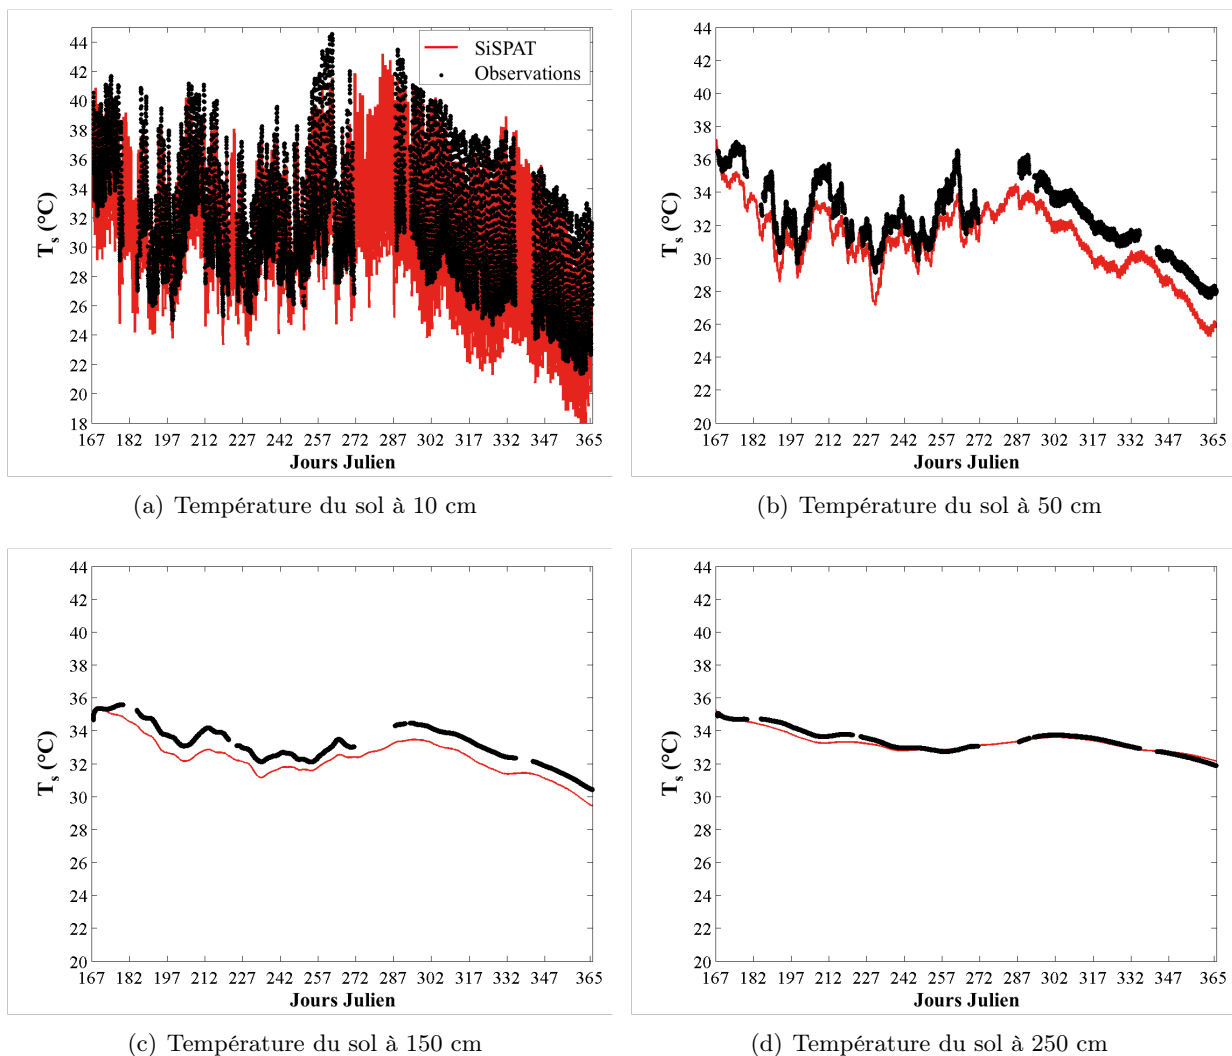 44
42
40
38
36
34
32
30
28
26
24
22
20
18
T_s (°C)
SiSPAT
Observations
167 182 197 212 227 242 257 272 287 302 317 332 347 365
Jours Julien
(a) Température du sol à 10 cm
44
42
40
38
36
34
32
30
28
26
24
22
20
T_s (°C)
167 182 197 212 227 242 257 272 287 302 317 332 347 365
Jours Julien
(b) Température du sol à 50 cm
44
42
40
38
36
34
32
30
28
26
24
22
20
T_s (°C)
167 182 197 212 227 242 257 272 287 302 317 332 347 365
Jours Julien
(c) Température du sol à 150 cm
44
42
40
38
36
34
32
30
28
26
24
22
20
T_s (°C)
167 182 197 212 227 242 257 272 287 302 317 332 347 365
Jours Julien
(d) Température du sol à 250 cm